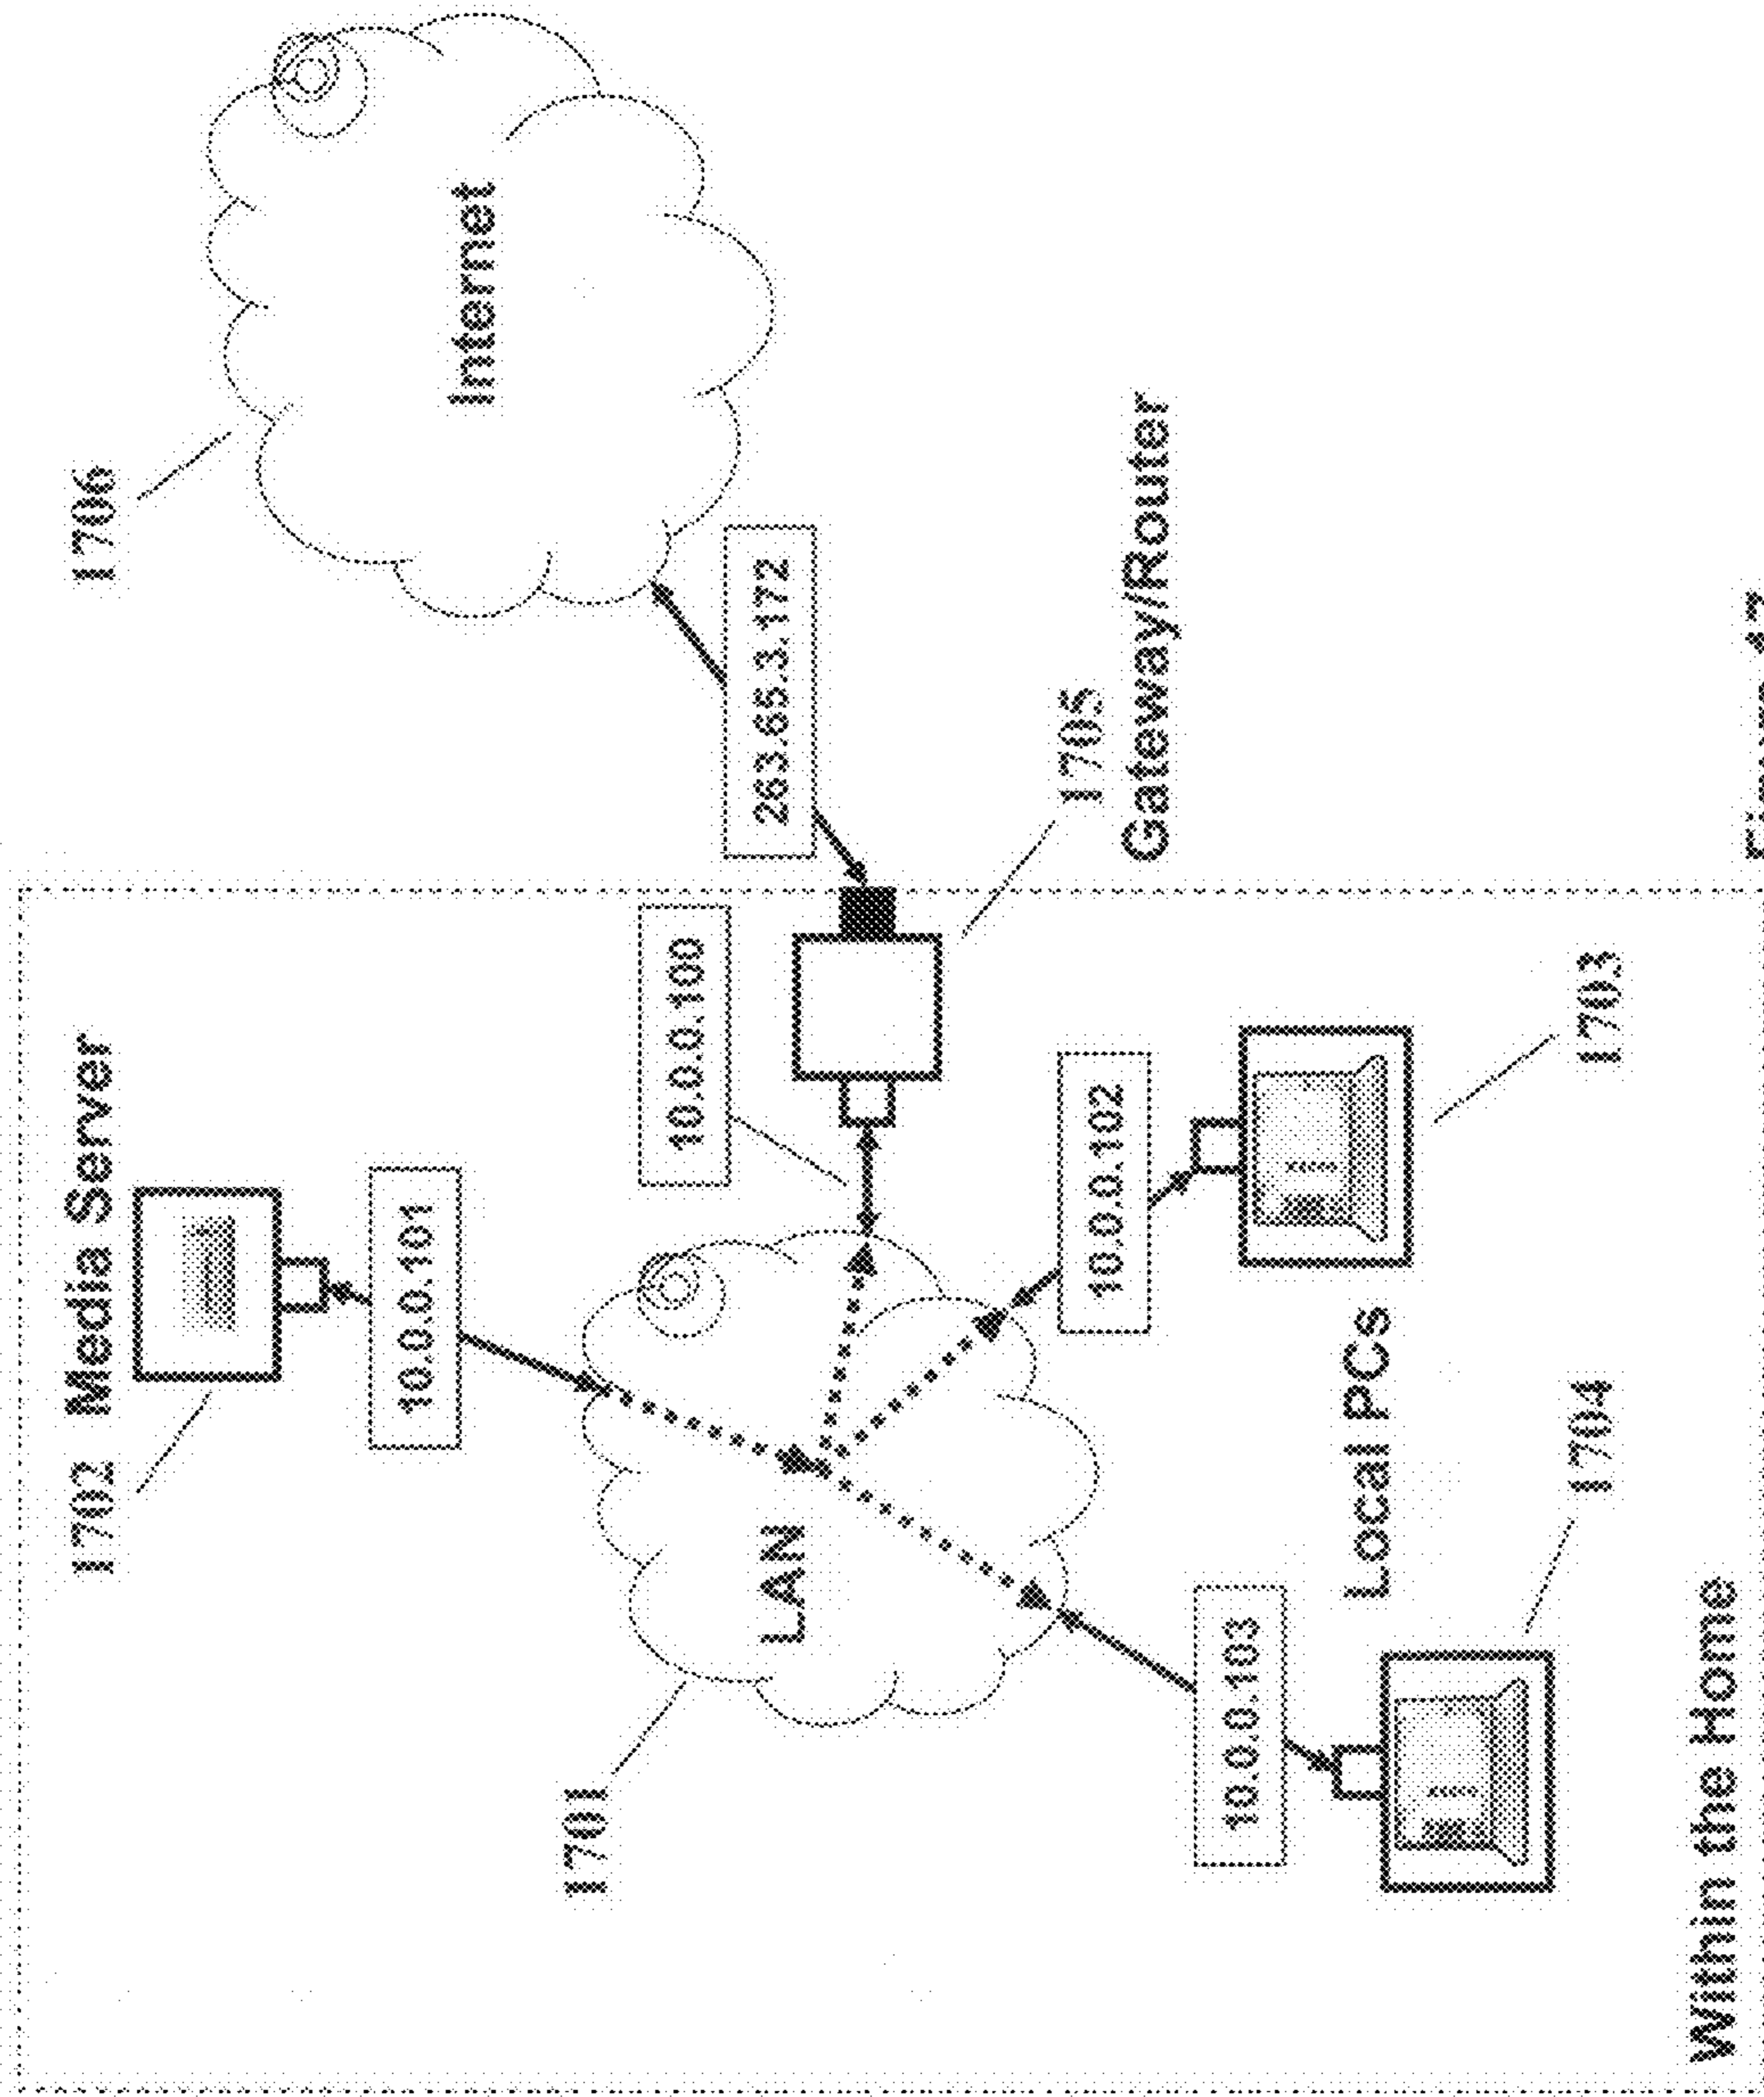 1702 Media Server
1706
10.0.0.101
Internet
1701
LAN
10.0.0.100
263.65.3.172
1705
Gateway/Router
10.0.0.102
10.0.0.103
Local PCs
1704
1703
Within the Home